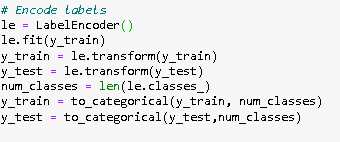 # Encode labels
le = LabelEncoder()
le.fit(y_train)
y_train = le.transform(y_train)
y_test = le.transform(y_test)
num_classes = len(le.classes_)
y_train = to_categorical(y_train, num_classes)
y_test = to_categorical(y_test,num_classes)